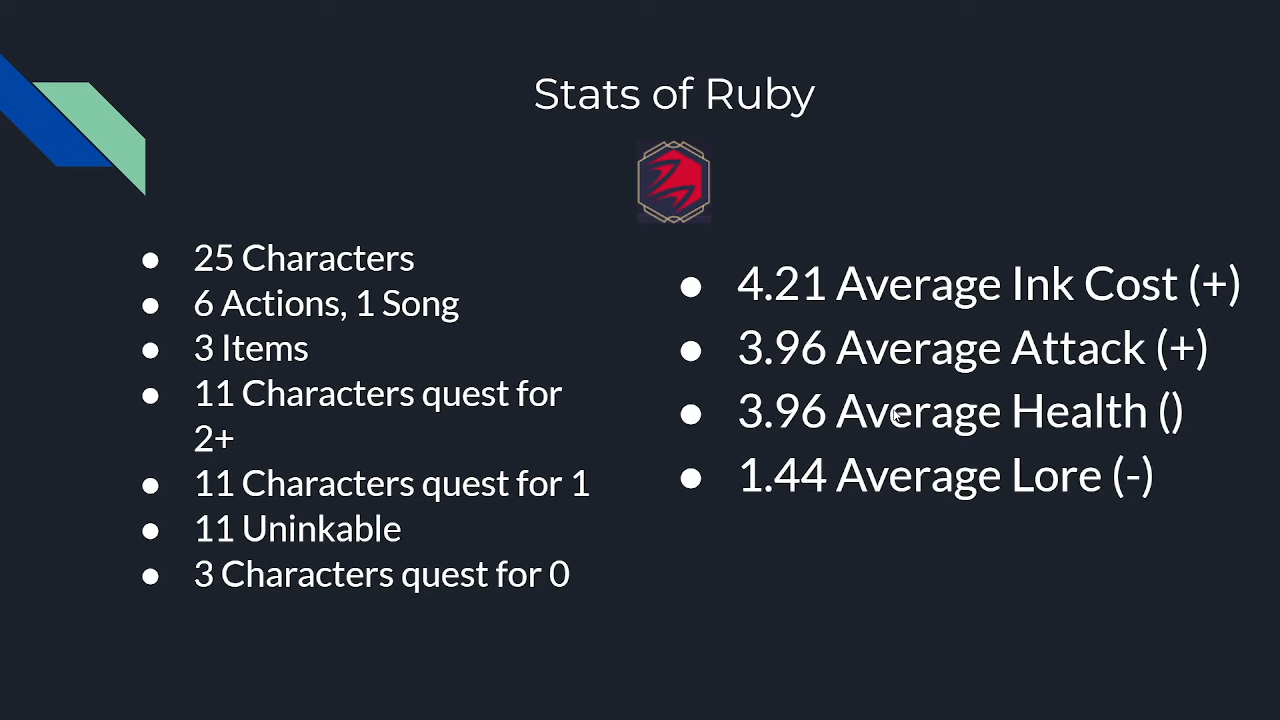 Stats of Ruby
● 25 Characters
● 6 Actions, 1 Song
● 3 Items
● 11 Characters quest for
2+
● 11 Characters quest for 1
● 11 Uninkable
● 3 Characters quest for 0
● 4.21 Average Ink Cost (+)
● 3.96 Average Attack (+)
● 3.96 Average Health ()
● 1.44 Average Lore (-)